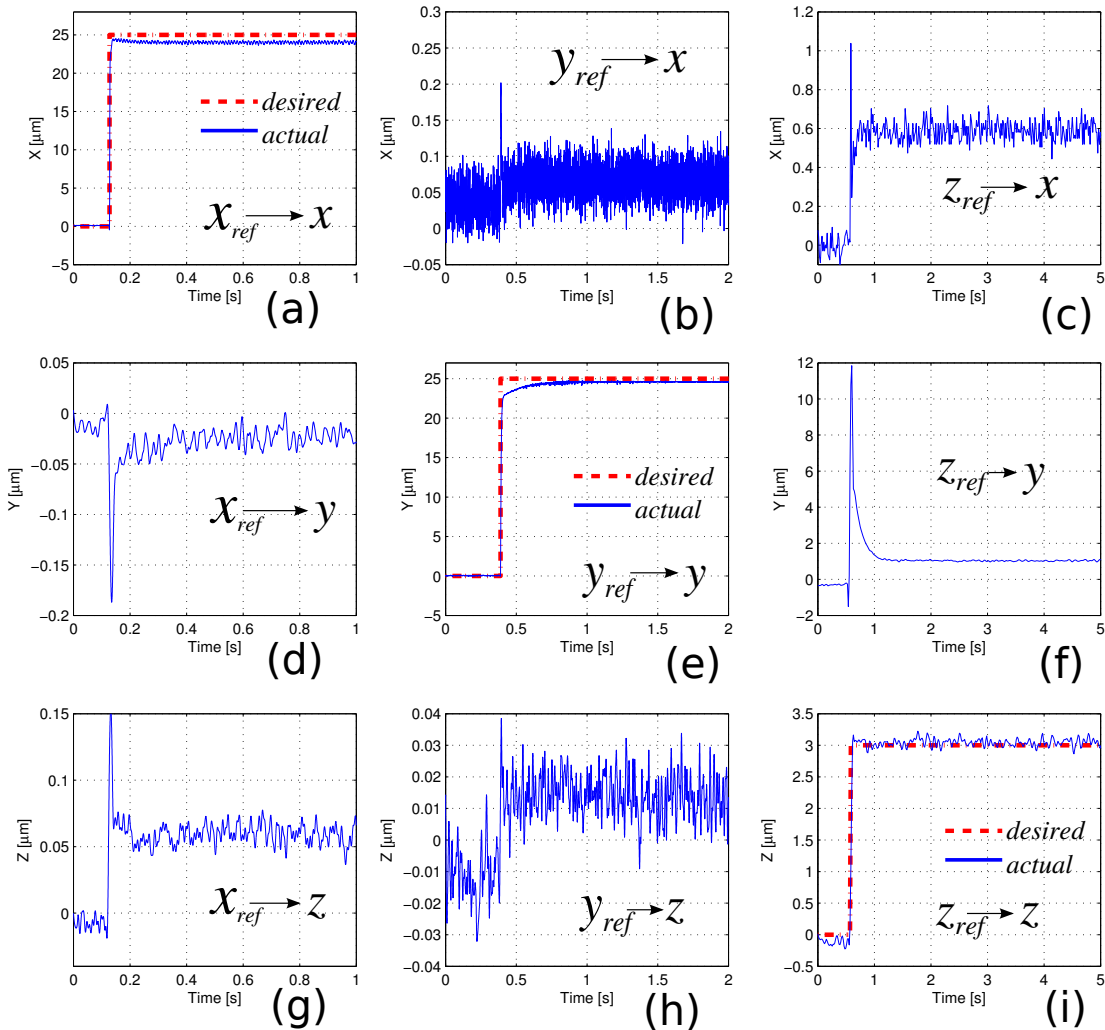 25
20
15
10
5
0
−5
X [µm]
desired
actual
x_ref → x
0 0.2 0.4 0.6 0.8 1
Time [s]
(a)
0.3
0.25
0.2
0.15
0.1
0.05
0
−0.05
X [µm]
y_ref → x
0 0.5 1 1.5 2
Time [s]
(b)
1.2
1
0.8
0.6
0.4
0.2
0
X [µm]
z_ref → x
0 1 2 3 4 5
Time [s]
(c)
0.05
0
−0.05
−0.1
−0.15
−0.2
Y [µm]
x_ref → y
0 0.2 0.4 0.6 0.8 1
Time [s]
(d)
25
20
15
10
5
0
−5
Y [µm]
desired
actual
y_ref → y
0 0.5 1 1.5 2
Time [s]
(e)
12
10
8
6
4
2
0
−2
Y [µm]
z_ref → y
0 1 2 3 4 5
Time [s]
(f)
0.15
0.1
0.05
0
Z [µm]
x_ref → z
0 0.2 0.4 0.6 0.8 1
Time [s]
(g)
0.04
0.03
0.02
0.01
0
−0.01
−0.02
−0.03
−0.04
Z [µm]
y_ref → z
0 0.5 1 1.5 2
Time [s]
(h)
3.5
3
2.5
2
1.5
1
0.5
0
−0.5
Z [µm]
desired
actual
z_ref → z
0 1 2 3 4 5
Time [s]
(i)